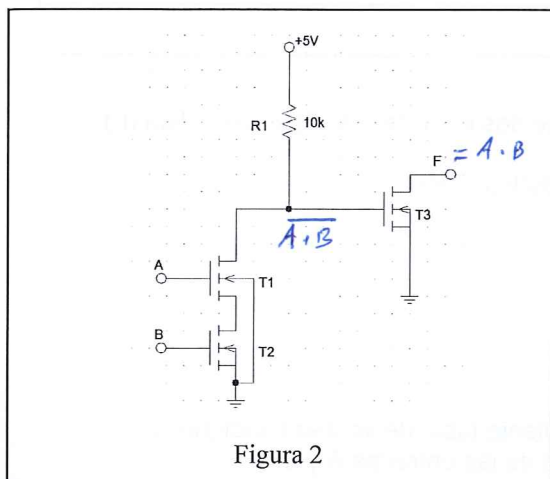 +5V
R1 10k
F = A · B
T3
A · B
A
T1
B
T2
Figura 2